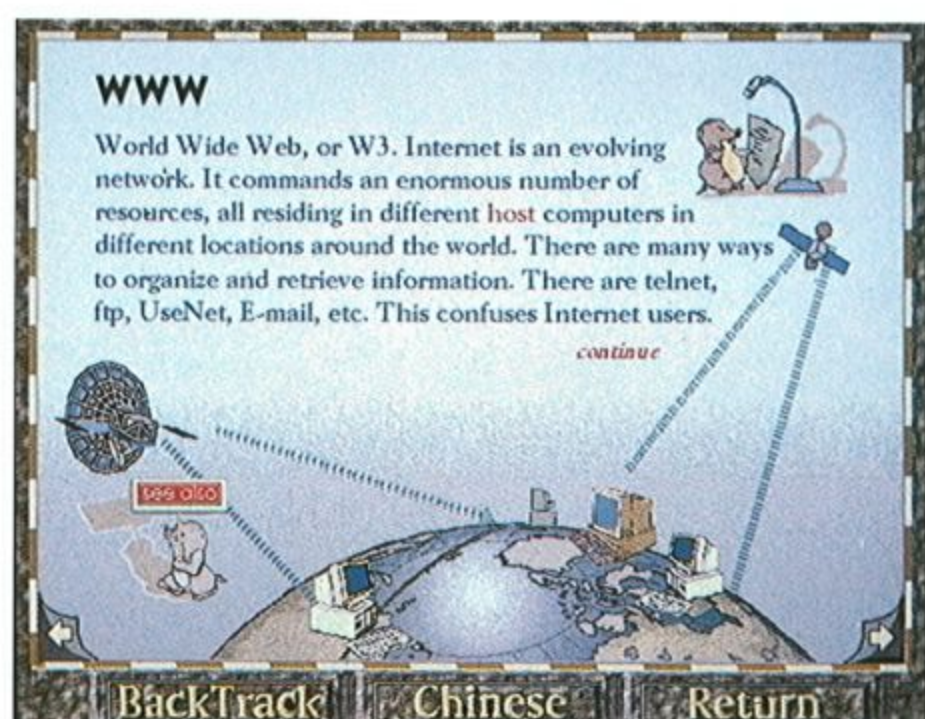 WWW
World Wide Web, or W3. Internet is an evolving
network. It commands an enormous number of
resources, all residing in different host computers in
different locations around the world. There are many ways
to organize and retrieve information. There are telnet,
ftp, UseNet, E-mail, etc. This confuses Internet users.
continue
see also
BackTrack
Chinese
Return